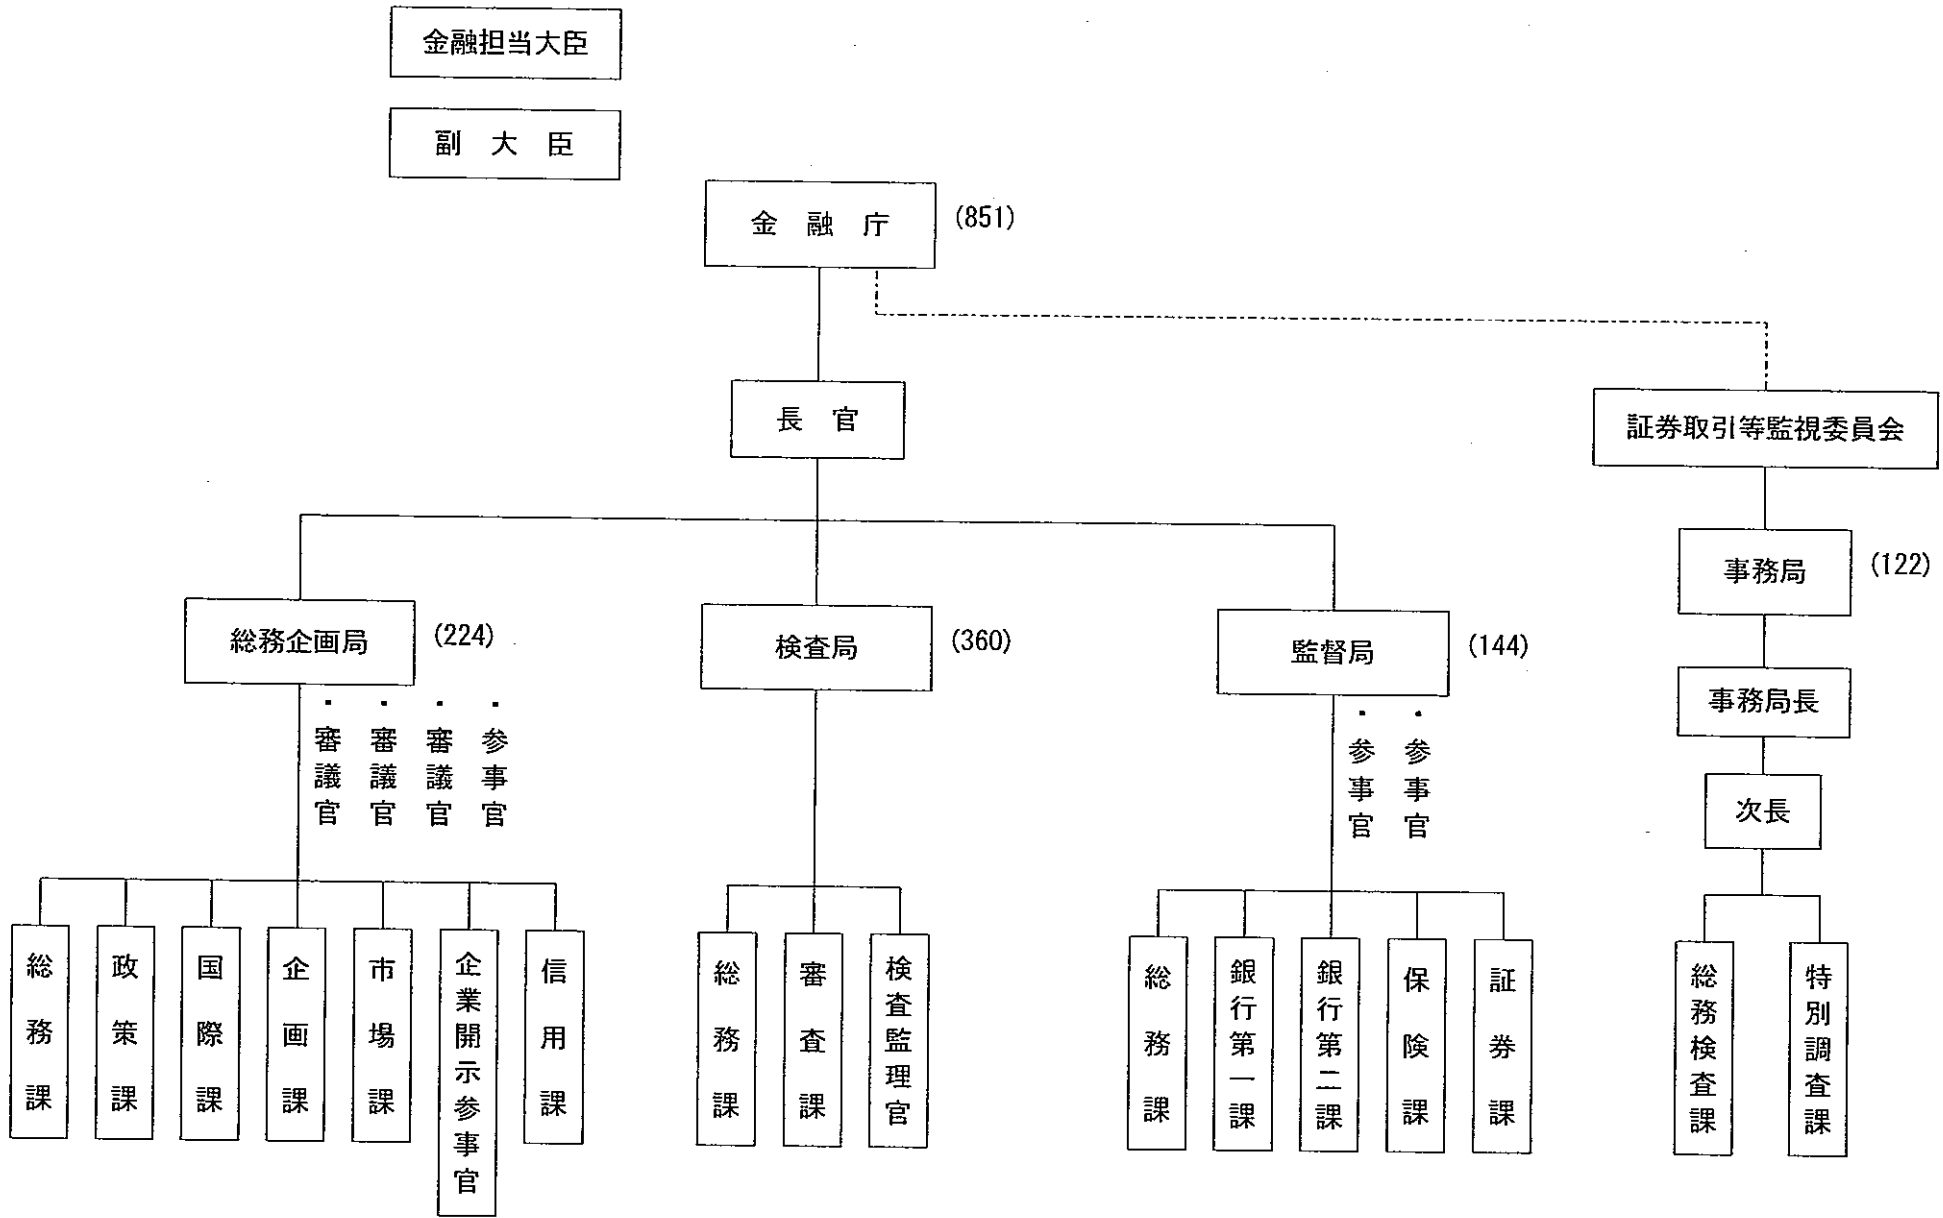 金融担当大臣
副 大 臣
金 融 庁
(851)
長 官
証券取引等監視委員会
事務局
(122)
総務企画局
(224)
検査局
(360)
監督局
(144)
事務局長
・審議官
・審議官
・審議官
・参事官
・参事官
・参事官
次長
総務課
政策課
国際課
企画課
市場課
企業開示参事官
信用課
総務課
審査課
検査監理官
総務課
銀行第一課
銀行第二課
保険課
証券課
総務検査課
特別調査課